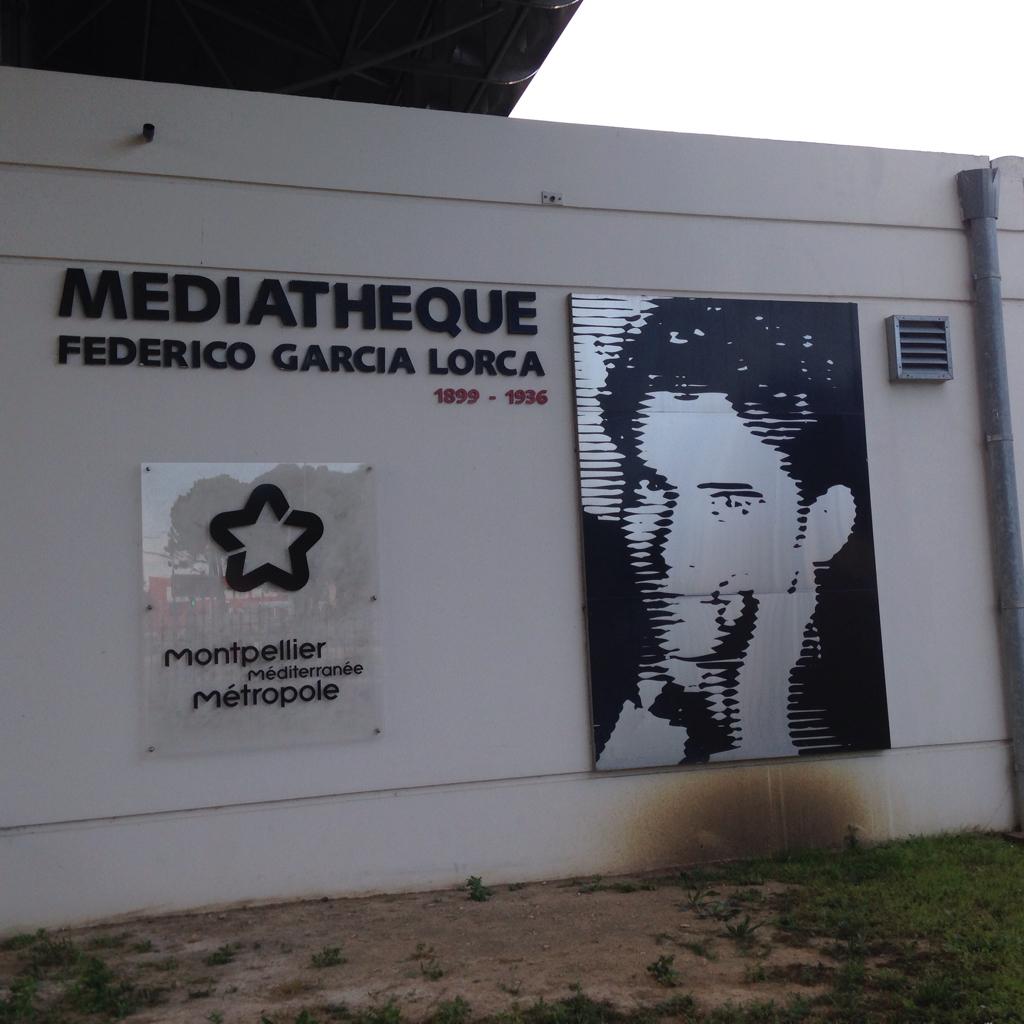 MEDIATHEQUE
FEDERICO GARCIA LORCA
1899 - 1936
montpellier
méditerranée
métropole